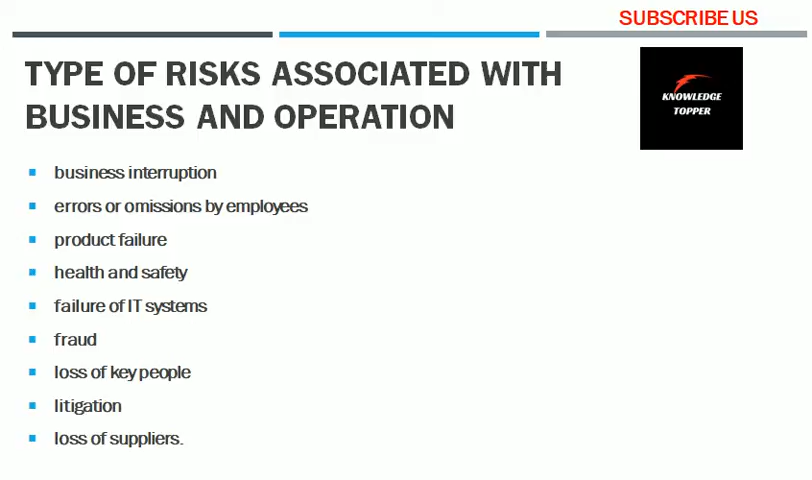 SUBSCRIBE US
TYPE OF RISKS ASSOCIATED WITH
BUSINESS AND OPERATION
KNOWLEDGE
TOPPER
business interruption
errors or omissions by employees
product failure
health and safety
failure of IT systems
fraud
loss of key people
litigation
loss of suppliers.